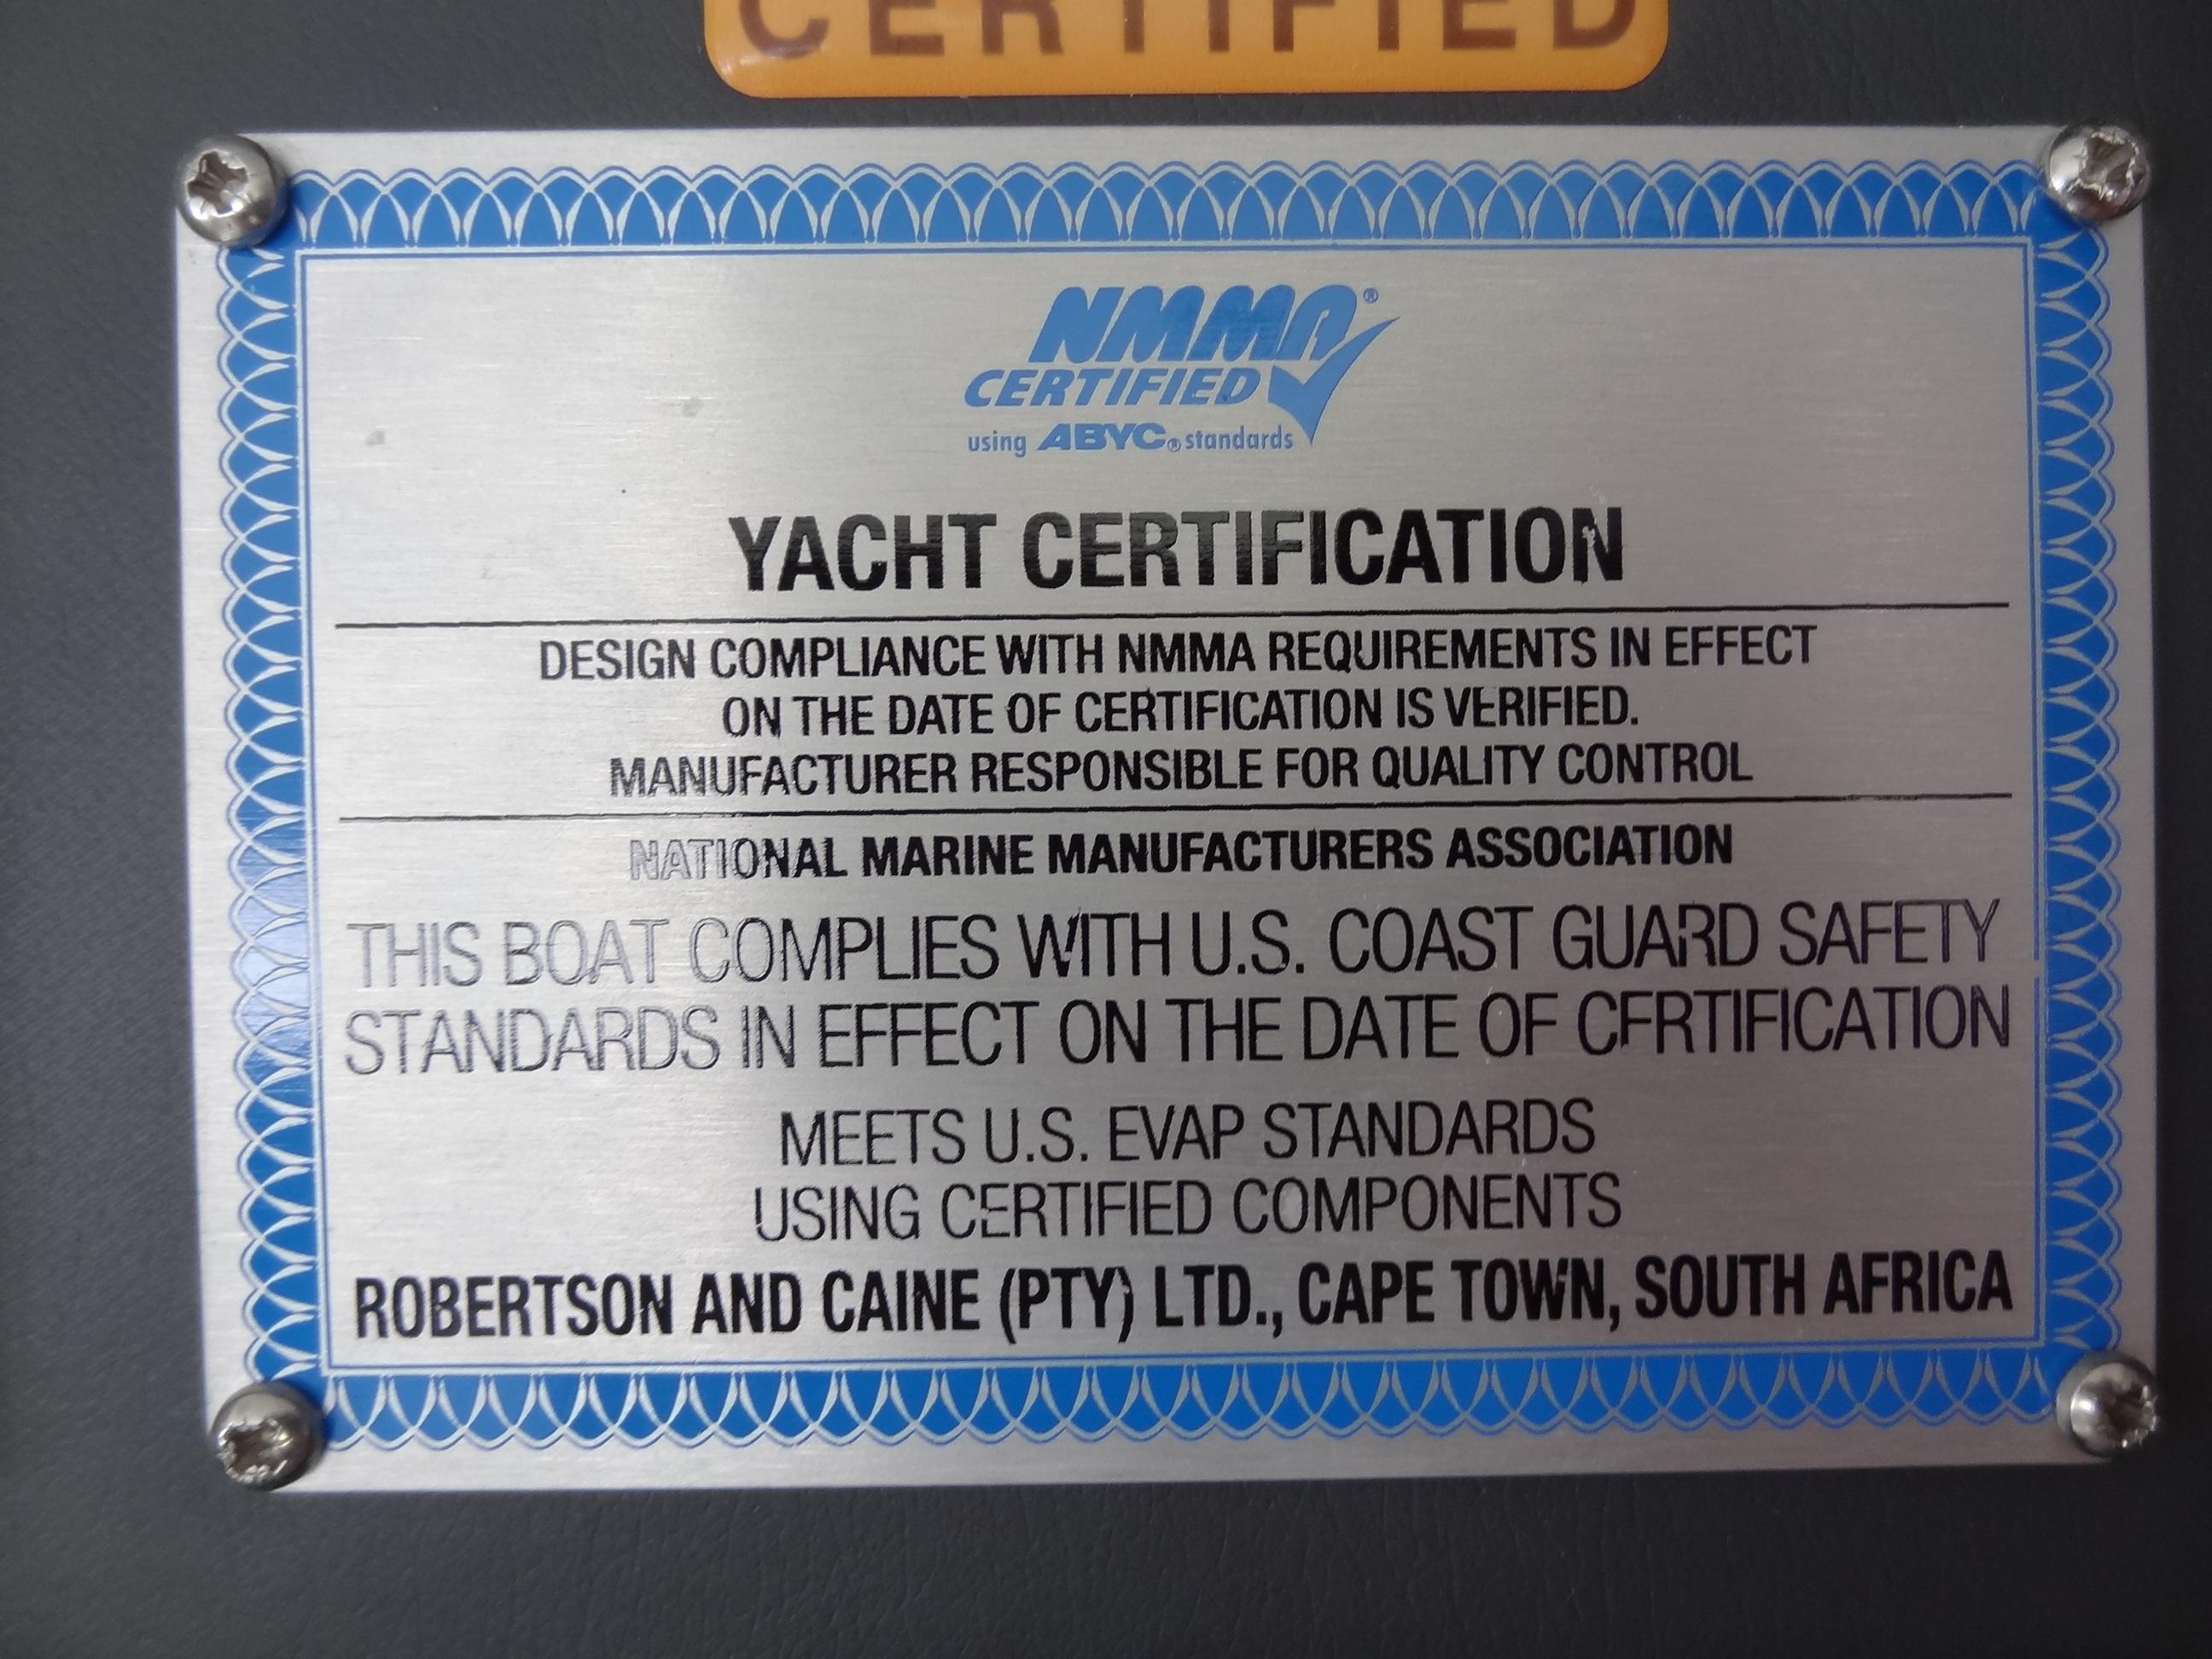 CERTIFIED
NMMA®
CERTIFIED
using ABYC® standards
YACHT CERTIFICATION
DESIGN COMPLIANCE WITH NMMA REQUIREMENTS IN EFFECT
ON THE DATE OF CERTIFICATION IS VERIFIED.
MANUFACTURER RESPONSIBLE FOR QUALITY CONTROL
NATIONAL MARINE MANUFACTURERS ASSOCIATION
THIS BOAT COMPLIES WITH U.S. COAST GUARD SAFETY
STANDARDS IN EFFECT ON THE DATE OF CERTIFICATION
MEETS U.S. EVAP STANDARDS
USING CERTIFIED COMPONENTS
ROBERTSON AND CAINE (PTY) LTD., CAPE TOWN, SOUTH AFRICA